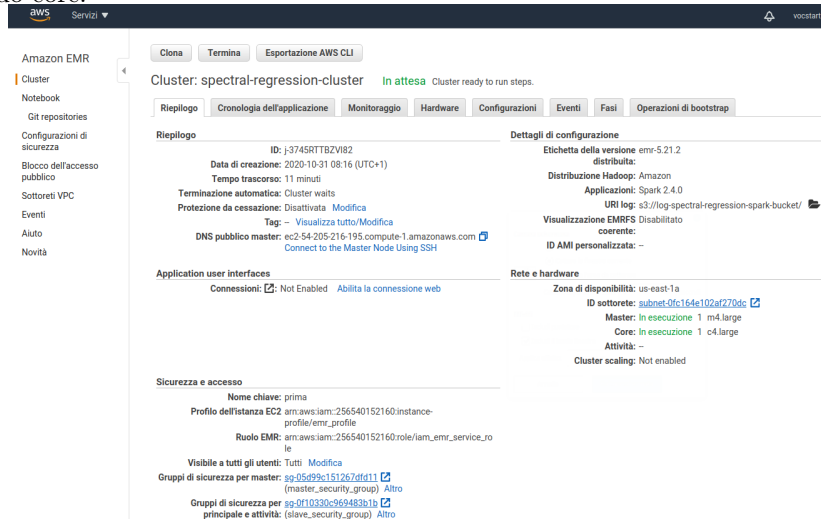 aws Servizi ▾ vocstart
Amazon EMR
Cluster
Notebook
Git repositories
Configurazioni di
sicurezza
Blocco dell'accesso
pubblico
Sottoreti VPC
Eventi
Aiuto
Novità
Clona Termina Esportazione AWS CLI
Cluster: spectral-regression-cluster In attesa Cluster ready to run steps.
Riepilogo Cronologia dell'applicazione Monitoraggio Hardware Configurazioni Eventi Fasi Operazioni di bootstrap
Riepilogo
ID: j-3745RTTBZVI82
Data di creazione: 2020-10-31 08:16 (UTC+1)
Tempo trascorso: 11 minuti
Terminazione automatica: Cluster waits
Protezione da cessazione: Disattivata Modifica
Tag: -- Visualizza tutto/Modifica
DNS pubblico master: ec2-54-205-216-195.compute-1.amazonaws.com
Connect to the Master Node Using SSH
Dettagli di configurazione
Etichetta della versione emr-5.21.2
distribuita:
Distribuzione Hadoop: Amazon
Applicazioni: Spark 2.4.0
URI log: s3://log-spectral-regression-spark-bucket/
Visualizzazione EMRFS Disabilitato
coerente:
ID AMI personalizzata: --
Application user interfaces
Connessioni: Not Enabled Abilita la connessione web
Rete e hardware
Zona di disponibilità: us-east-1a
ID sottorete: subnet-0fc164e102af270dc
Master: In esecuzione 1 m4.large
Core: In esecuzione 1 c4.large
Attività: --
Cluster scaling: Not enabled
Sicurezza e accesso
Nome chiave: prima
Profilo dell'istanza EC2 arn:aws:iam::256540152160:instance-
profile/emr_profile
Ruolo EMR: arn:aws:iam::256540152160:role/iam_emr_service_ro
le
Visibile a tutti gli utenti: Tutti Modifica
Gruppi di sicurezza per master: sg-05d99c151267dfd11
(master_security_group) Altro
Gruppi di sicurezza per sg-0f10330c969483b1b
principale e attività: (slave_security_group) Altro